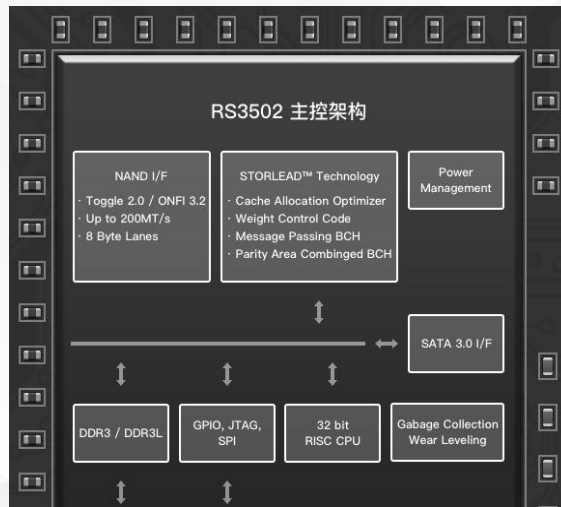 RS3502 主控架构
NAND I/F
· Toggle 2.0 / ONFI 3.2
· Up to 200MT/s
· 8 Byte Lanes
STORLEAD™ Technology
· Cache Allocation Optimizer
· Weight Control Code
· Message Passing BCH
· Parity Area Combinged BCH
Power
Management
SATA 3.0 I/F
DDR3 / DDR3L
GPIO, JTAG,
SPI
32 bit
RISC CPU
Gabage Collection
Wear Leveling